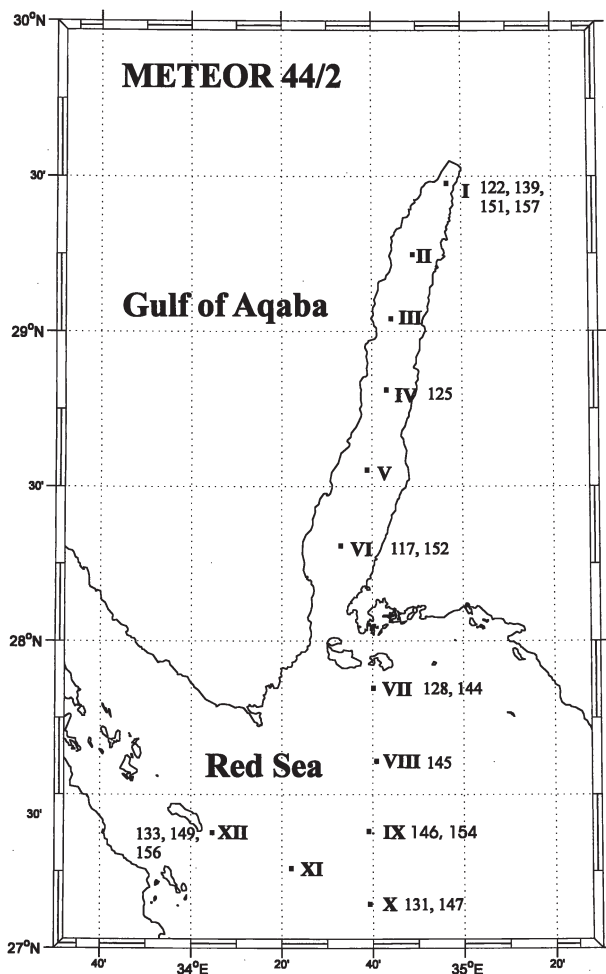 30°N
METEOR 44/2
30'
I 122, 139,
151, 157
II
Gulf of Aqaba
29°N
III
IV 125
V
30'
VI 117, 152
28°N
VII 128, 144
Red Sea
VIII 145
30'
133, 149,
156
XII
IX 146, 154
XI
X 131, 147
27°N
40' 34°E 20' 40' 35°E 20'